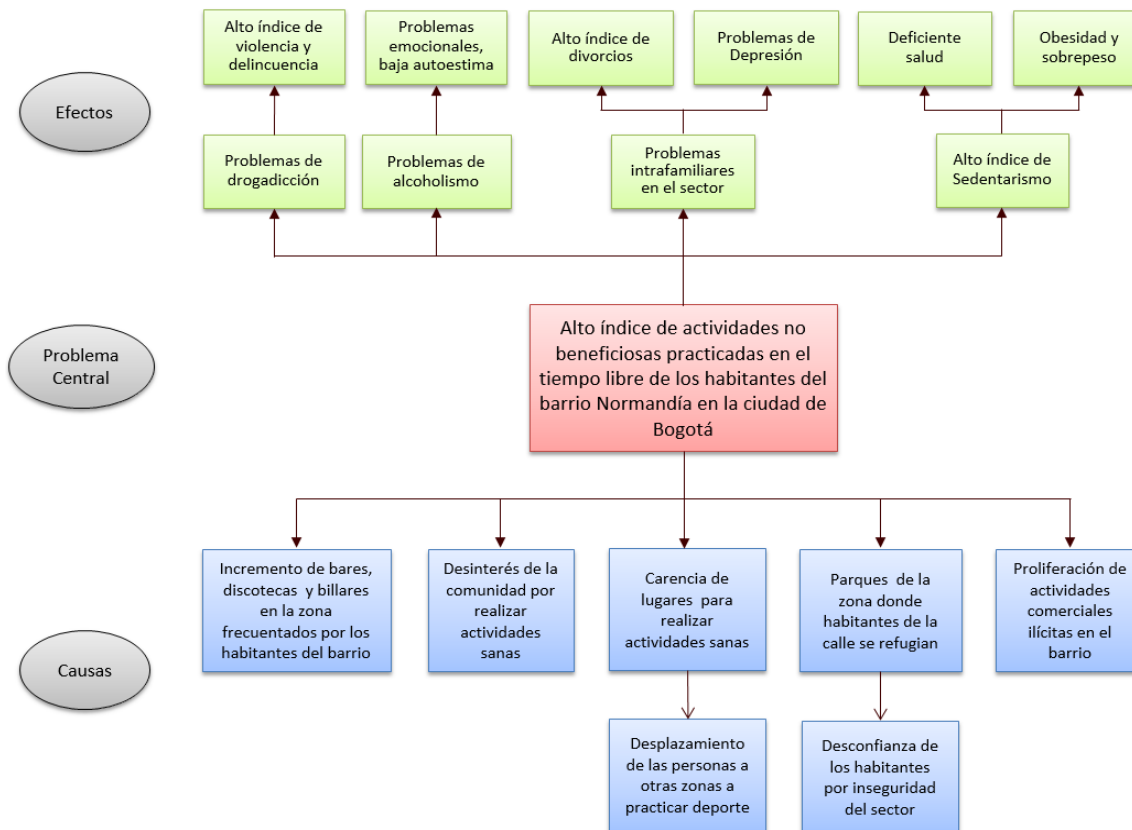 Alto índice de
violencia y
delincuencia
Problemas
emocionales,
baja autoestima
Alto índice de
divorcios
Problemas de
Depresión
Deficiente
salud
Obesidad y
sobrepeso
Efectos
Problemas de
drogadicción
Problemas de
alcoholismo
Problemas
intrafamiliares
en el sector
Alto índice de
Sedentarismo
Problema
Central
Alto índice de actividades no
beneficiosas practicadas en el
tiempo libre de los habitantes del
barrio Normandía en la ciudad de
Bogotá
Causas
Incremento de bares,
discotecas y billares
en la zona
frecuentados por los
habitantes del barrio
Desinterés de la
comunidad por
realizar
actividades
sanas
Carencia de
lugares para
realizar
actividades sanas
Parques de la
zona donde
habitantes de la
calle se refugian
Proliferación de
actividades
comerciales
ilícitas en el
barrio
Desplazamiento
de las personas a
otras zonas a
practicar deporte
Desconfianza de
los habitantes
por inseguridad
del sector